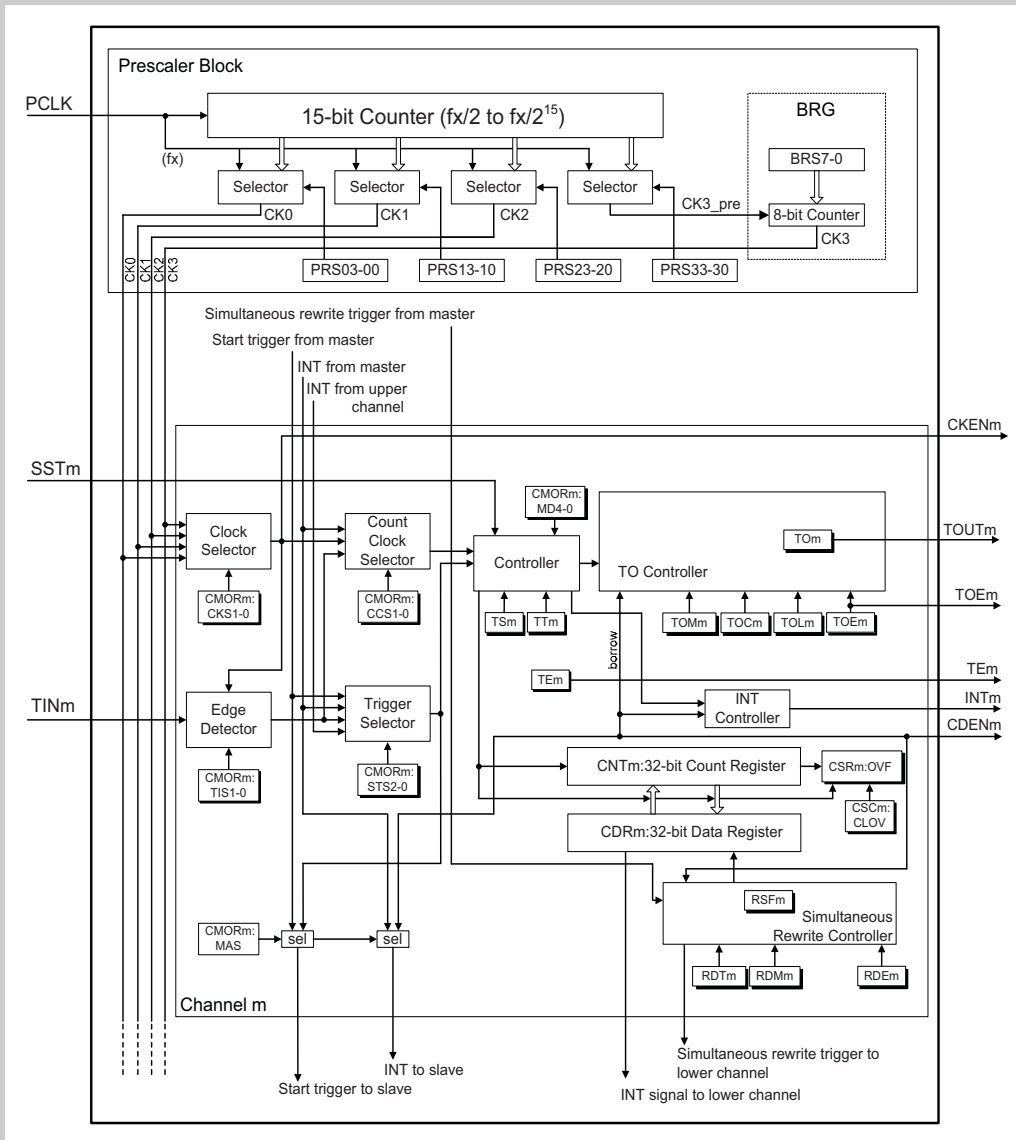 Prescaler Block
PCLK
15-bit Counter (fx/2 to fx/2¹⁵)
BRG
(fx)
BRS7-0
Selector
Selector
Selector
Selector
CK0
CK1
CK2
CK3_pre
8-bit Counter
CK3
CK0
CK1
CK2
CK3
PRS03-00
PRS13-10
PRS23-20
PRS33-30
Simultaneous rewrite trigger from master
Start trigger from master
INT from master
INT from upper
channel
CKENm
SSTm
CMORm:
MD4-0
Clock
Selector
Count
Clock
Selector
Controller
TO Controller
TOm
TOUTm
CMORm:
CKS1-0
CMORm:
CCS1-0
TSm
TTm
TOMm
TOCm
TOLm
TOEm
TOEm
borrow
TEm
TEm
TINm
Edge
Detector
Trigger
Selector
INT
Controller
INTm
CDENm
CMORm:
TIS1-0
CMORm:
STS2-0
CNTm:32-bit Count Register
CSRm:OVF
CSCm:
CLOV
CDRm:32-bit Data Register
RSFm
Simultaneous
Rewrite Controller
CMORm:
MAS
sel
sel
RDTm
RDMm
RDEm
Channel m
INT to slave
Start trigger to slave
Simultaneous rewrite trigger to
lower channel
INT signal to lower channel